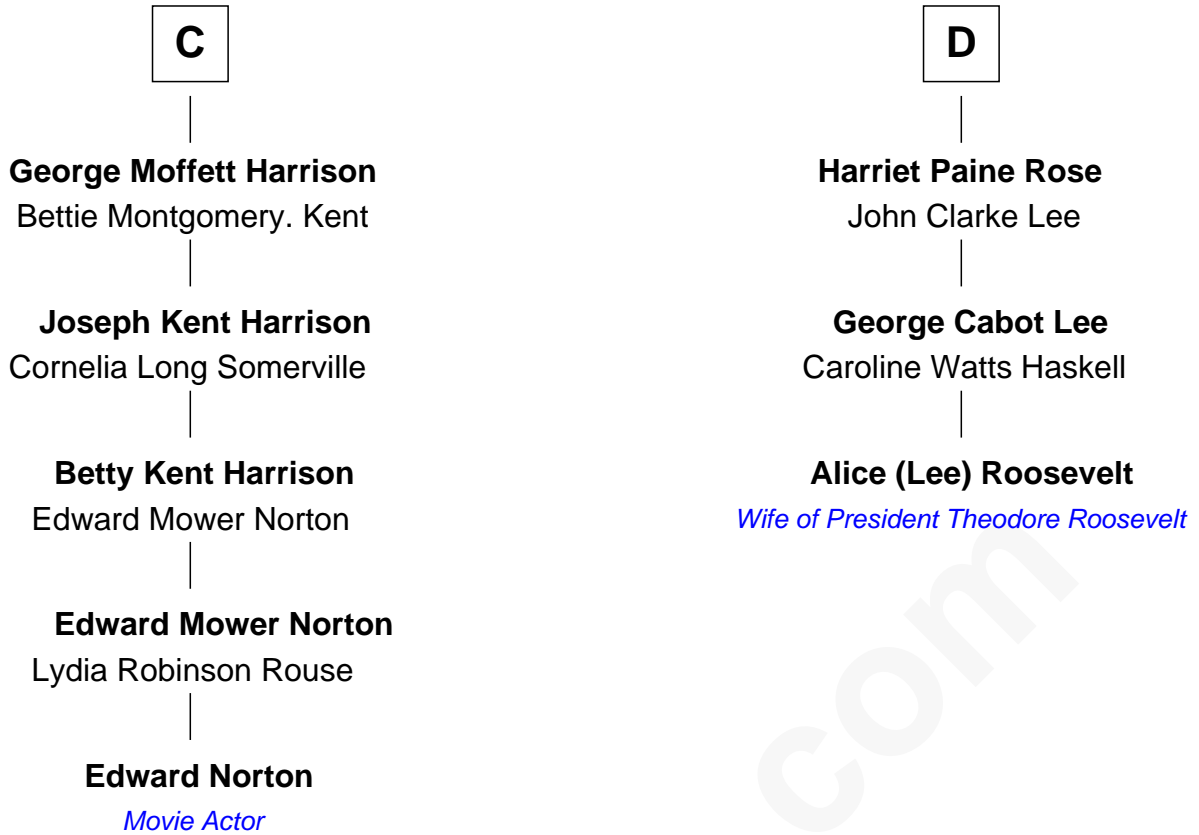 C
George Moffett Harrison
Bettie Montgomery. Kent
Joseph Kent Harrison
Cornelia Long Somerville
Betty Kent Harrison
Edward Mower Norton
Edward Mower Norton
Lydia Robinson Rouse
Edward Norton
Movie Actor
D
Harriet Paine Rose
John Clarke Lee
George Cabot Lee
Caroline Watts Haskell
Alice (Lee) Roosevelt
Wife of President Theodore Roosevelt
com